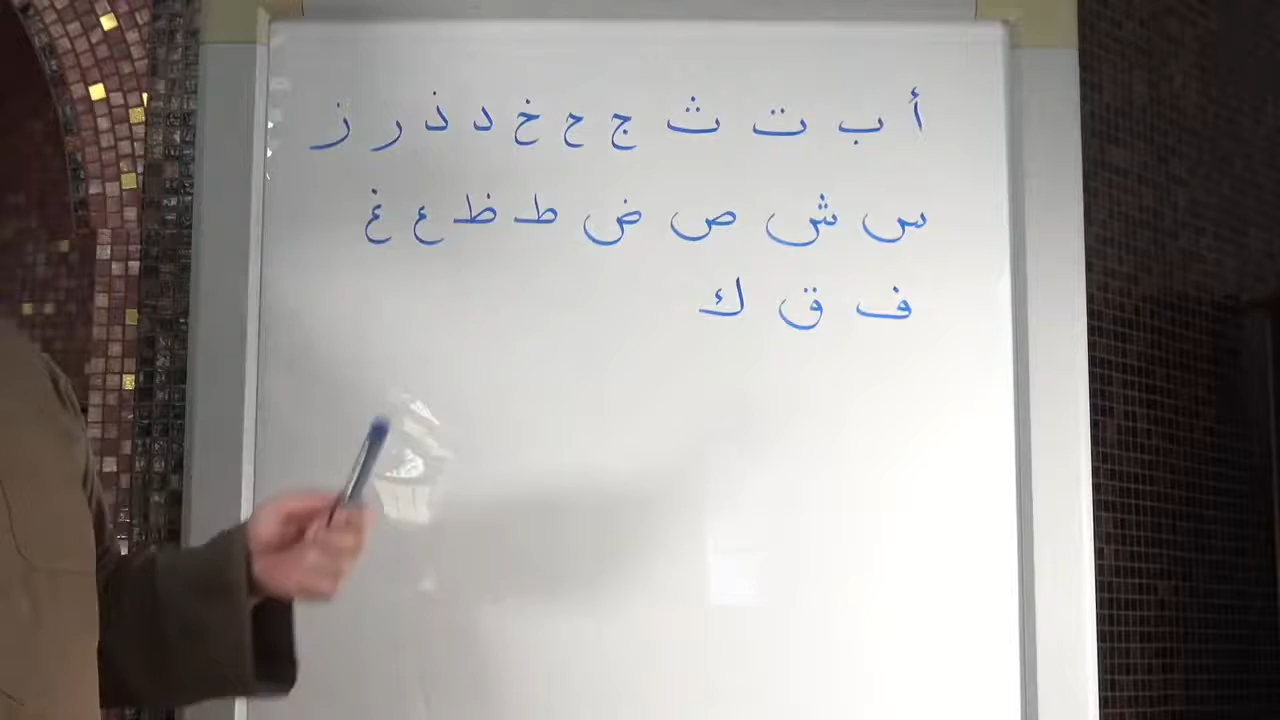 أ ب ت ث ج ح خ د ذ ر ز
س ش ص ض ط ظ ع غ
ف ق ك